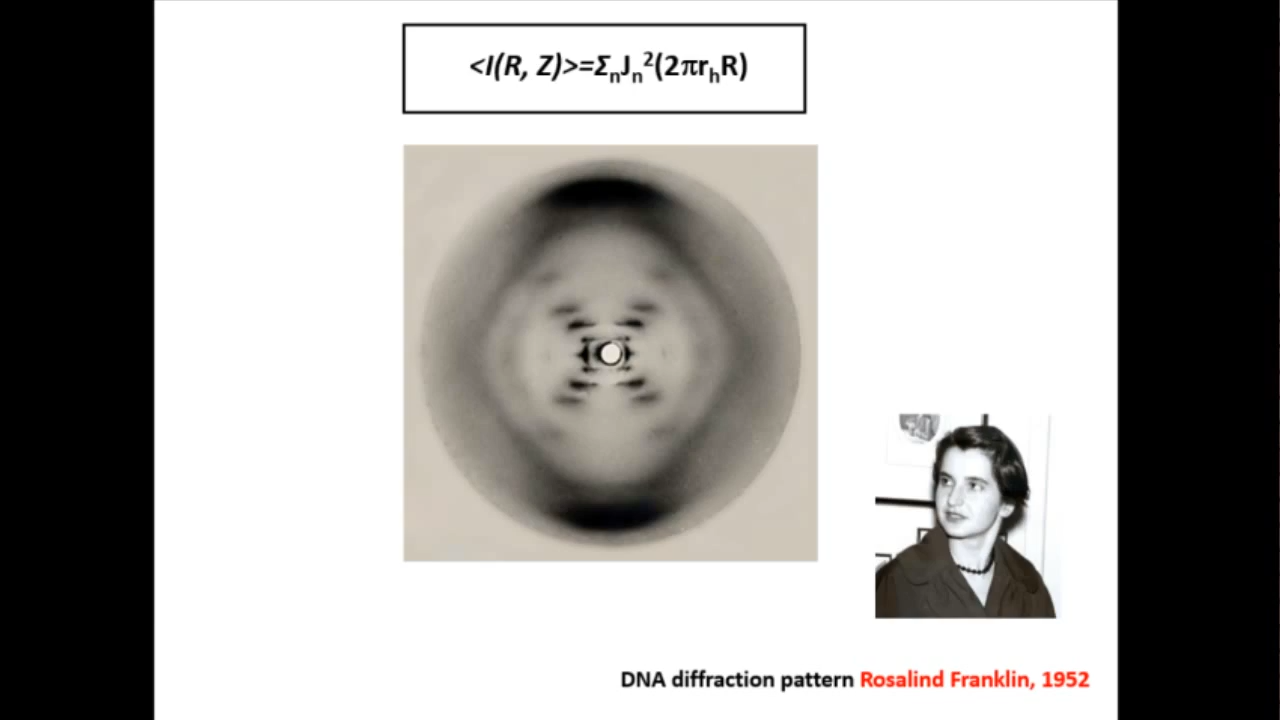 <I(R, Z)>=ΣₙJₙ²(2πrₕR)
DNA diffraction pattern Rosalind Franklin, 1952